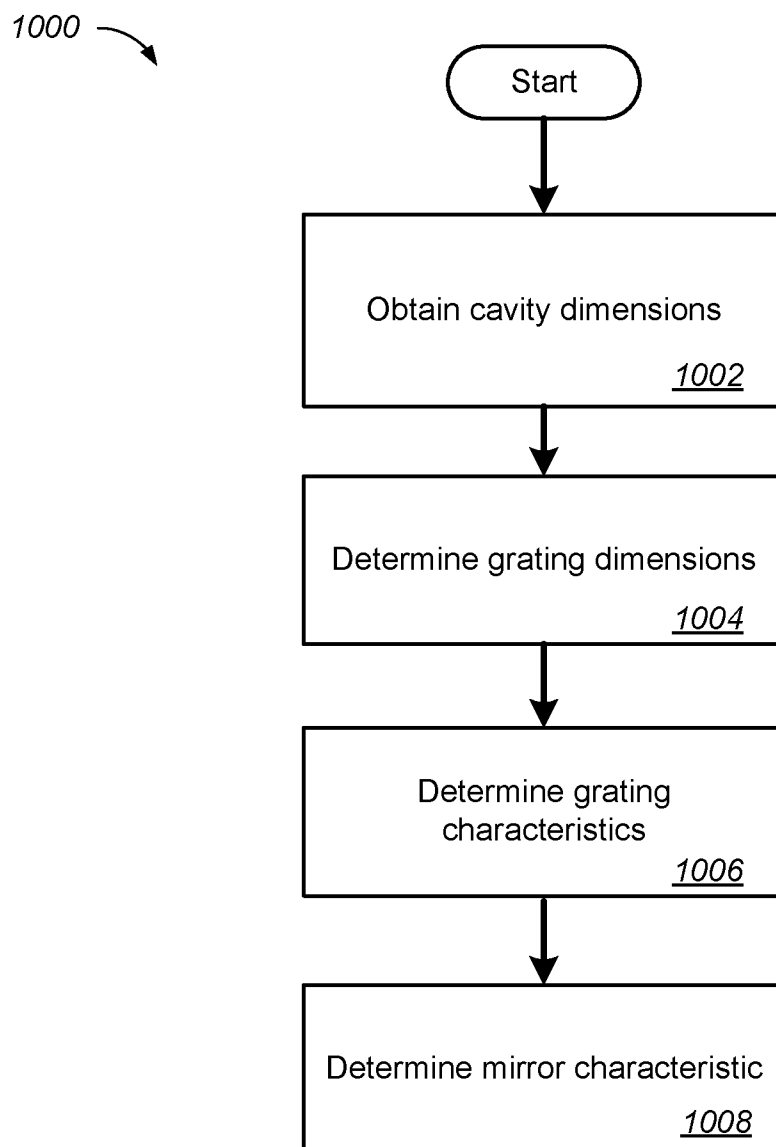 1000
Start
Obtain cavity dimensions
1002
Determine grating dimensions
1004
Determine grating
characteristics
1006
Determine mirror characteristic
1008